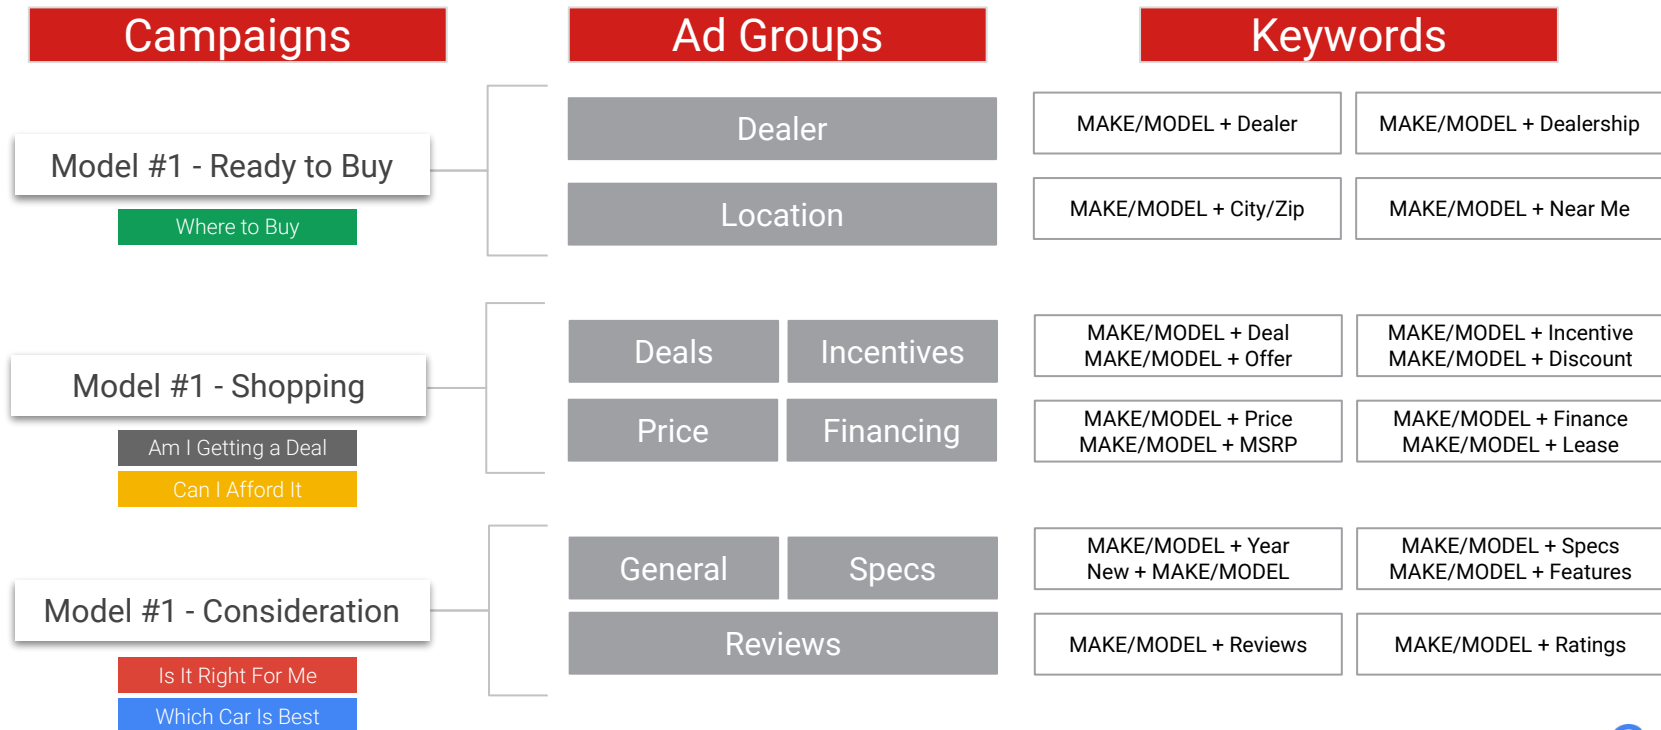 Campaigns
Ad Groups
Keywords
Model #1 - Ready to Buy
Where to Buy
Dealer
Location
MAKE/MODEL + Dealer
MAKE/MODEL + Dealership
MAKE/MODEL + City/Zip
MAKE/MODEL + Near Me
Model #1 - Shopping
Am I Getting a Deal
Can I Afford It
Deals
Incentives
Price
Financing
MAKE/MODEL + Deal
MAKE/MODEL + Offer
MAKE/MODEL + Incentive
MAKE/MODEL + Discount
MAKE/MODEL + Price
MAKE/MODEL + MSRP
MAKE/MODEL + Finance
MAKE/MODEL + Lease
Model #1 - Consideration
Is It Right For Me
Which Car Is Best
General
Specs
Reviews
MAKE/MODEL + Year
New + MAKE/MODEL
MAKE/MODEL + Specs
MAKE/MODEL + Features
MAKE/MODEL + Reviews
MAKE/MODEL + Ratings